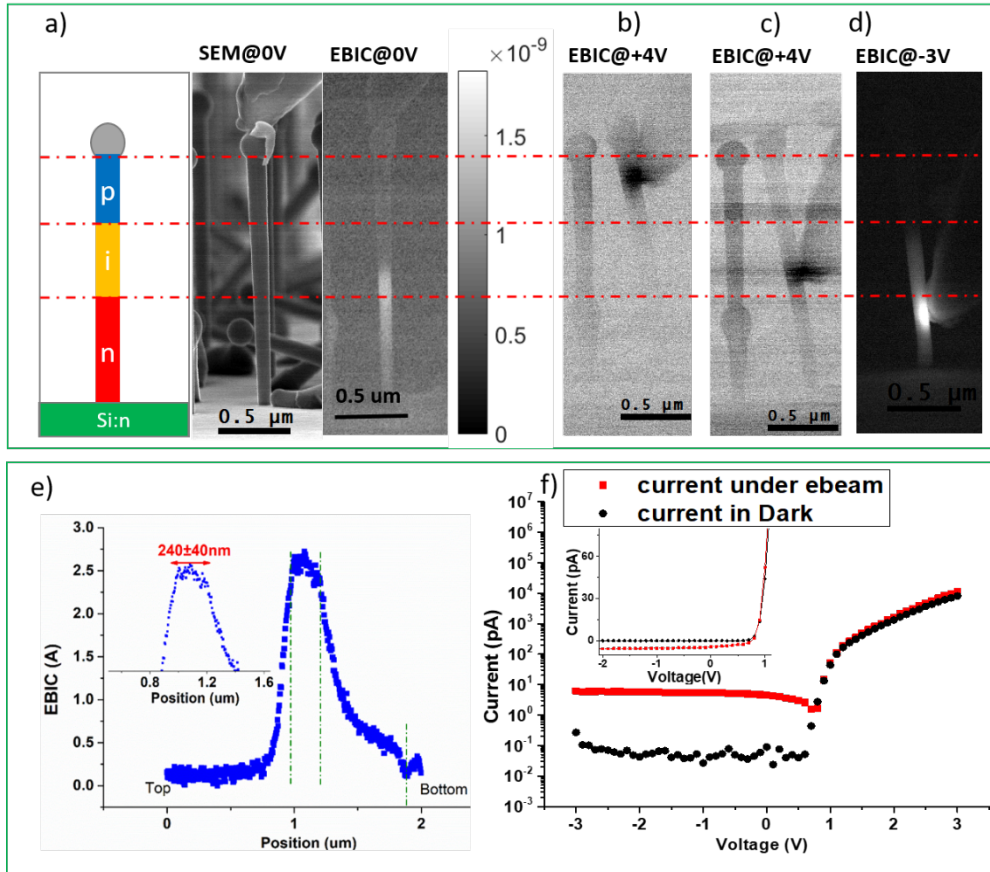 a)
b)
c)
d)
SEM@0V
EBIC@0V
EBIC@+4V
EBIC@+4V
EBIC@-3V
×10⁻⁹
1.5
1
0.5
0
p
i
n
Si:n
0.5 µm
0.5 um
0.5 µm
0.5 µm
0.5 µm
e)
3.0
2.5
2.0
1.5
1.0
0.5
0.0
EBIC (A)
240±40nm
0.8 1.2 1.6
Position (um)
Top
Bottom
0 1 2
Position (um)
f)
current under ebeam
current in Dark
10⁷
10⁶
10⁵
10⁴
10³
10²
10¹
10⁰
10⁻¹
10⁻²
10⁻³
Current (pA)
60
30
0
Current (pA)
-2 -1 0 1
Voltage(V)
-3 -2 -1 0 1 2 3
Voltage (V)